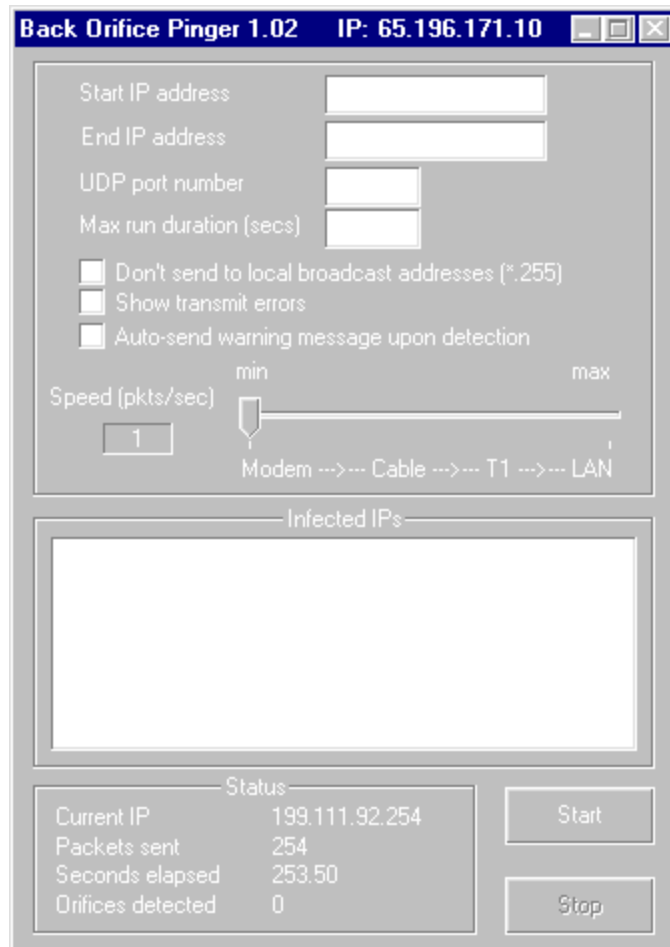 Back Orifice Pinger 1.02 IP: 65.196.171.10
Start IP address
End IP address
UDP port number
Max run duration (secs)
Don't send to local broadcast addresses (*.255)
Show transmit errors
Auto-send warning message upon detection
min max
Speed (pkts/sec)
1
Modem --->--- Cable --->--- T1 --->--- LAN
Infected IPs
Status
Current IP 199.111.92.254
Packets sent 254
Seconds elapsed 253.50
Orifices detected 0
Start
Stop